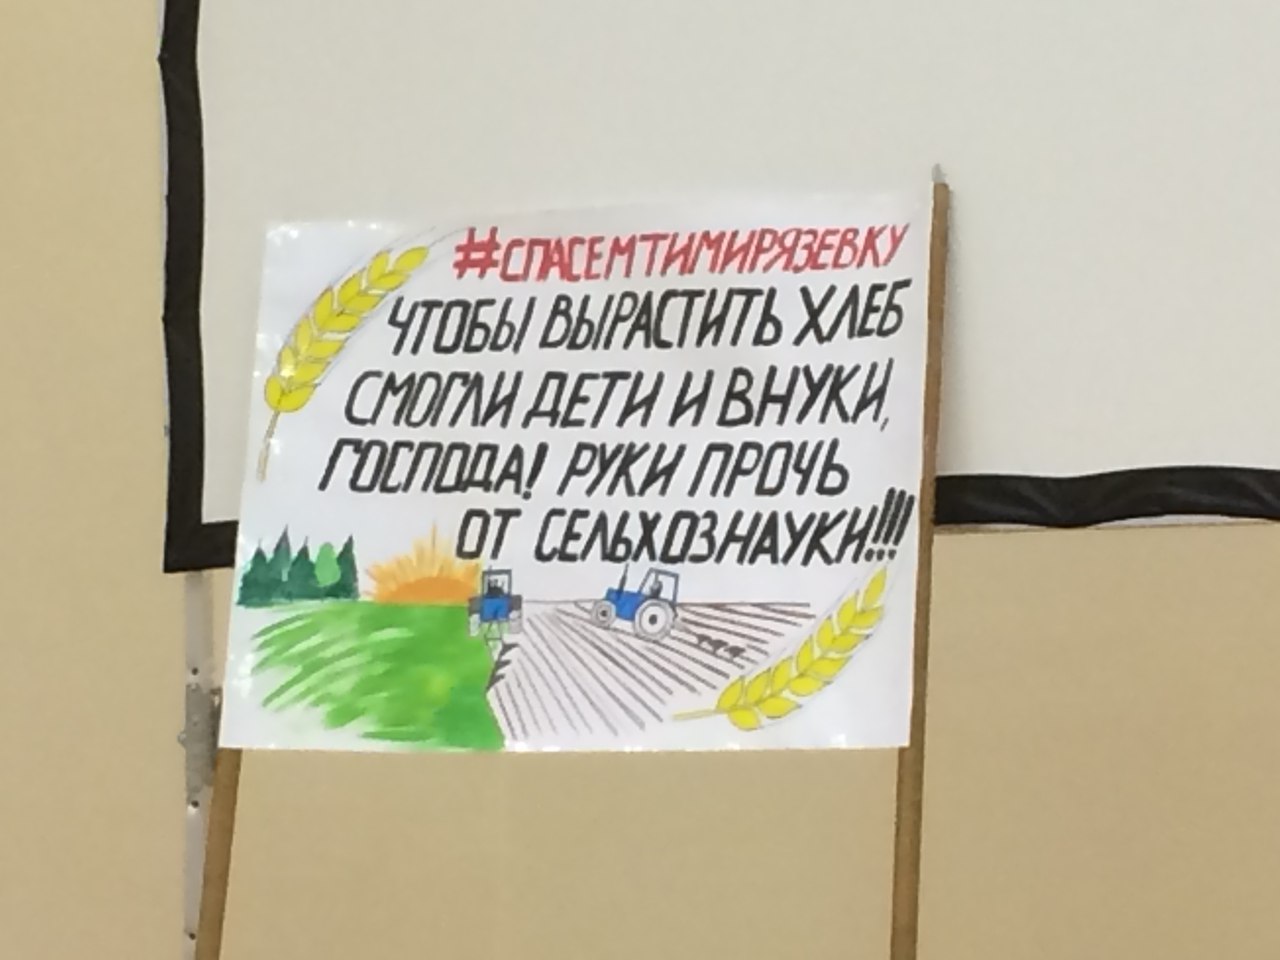 #СПАСЕМТИМИРЯЗЕВКУ
ЧТОБЫ ВЫРАСТИТЬ ХЛЕБ
СМОГЛИ ДЕТИ И ВНУКИ,
ГОСПОДА! РУКИ ПРОЧЬ
ОТ СЕЛЬХОЗНАУКИ!!!